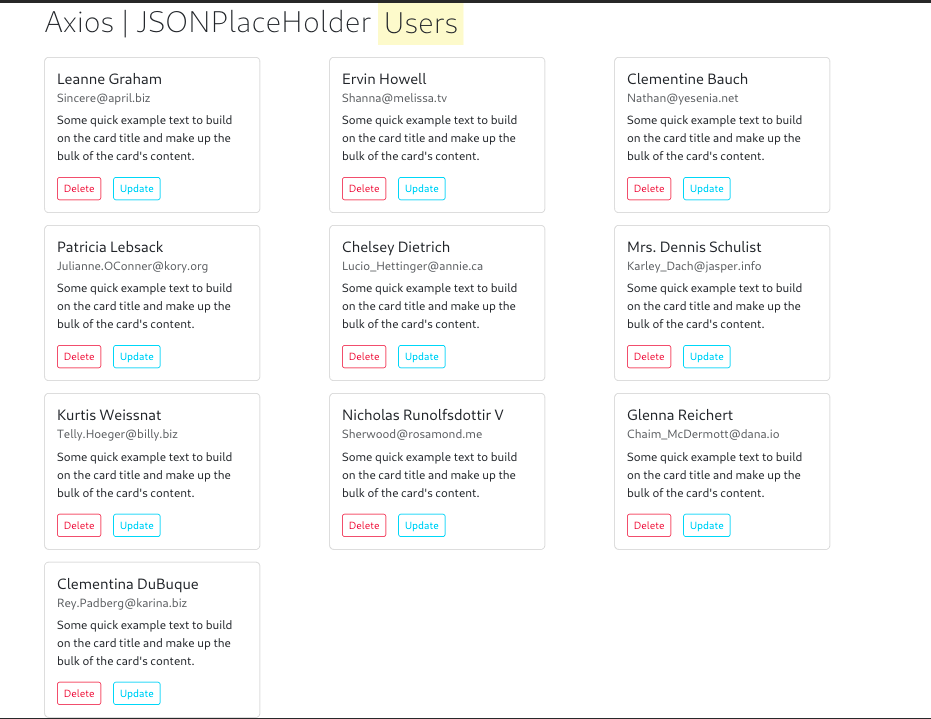 Axios | JSONPlaceHolder Users
Leanne Graham
Sincere@april.biz
Some quick example text to build
on the card title and make up the
bulk of the card's content.
Delete Update
Ervin Howell
Shanna@melissa.tv
Some quick example text to build
on the card title and make up the
bulk of the card's content.
Delete Update
Clementine Bauch
Nathan@yesenia.net
Some quick example text to build
on the card title and make up the
bulk of the card's content.
Delete Update
Patricia Lebsack
Julianne.OConner@kory.org
Some quick example text to build
on the card title and make up the
bulk of the card's content.
Delete Update
Chelsey Dietrich
Lucio_Hettinger@annie.ca
Some quick example text to build
on the card title and make up the
bulk of the card's content.
Delete Update
Mrs. Dennis Schulist
Karley_Dach@jasper.info
Some quick example text to build
on the card title and make up the
bulk of the card's content.
Delete Update
Kurtis Weissnat
Telly.Hoeger@billy.biz
Some quick example text to build
on the card title and make up the
bulk of the card's content.
Delete Update
Nicholas Runolfsdottir V
Sherwood@rosamond.me
Some quick example text to build
on the card title and make up the
bulk of the card's content.
Delete Update
Glenna Reichert
Chaim_McDermott@dana.io
Some quick example text to build
on the card title and make up the
bulk of the card's content.
Delete Update
Clementina DuBuque
Rey.Padberg@karina.biz
Some quick example text to build
on the card title and make up the
bulk of the card's content.
Delete Update